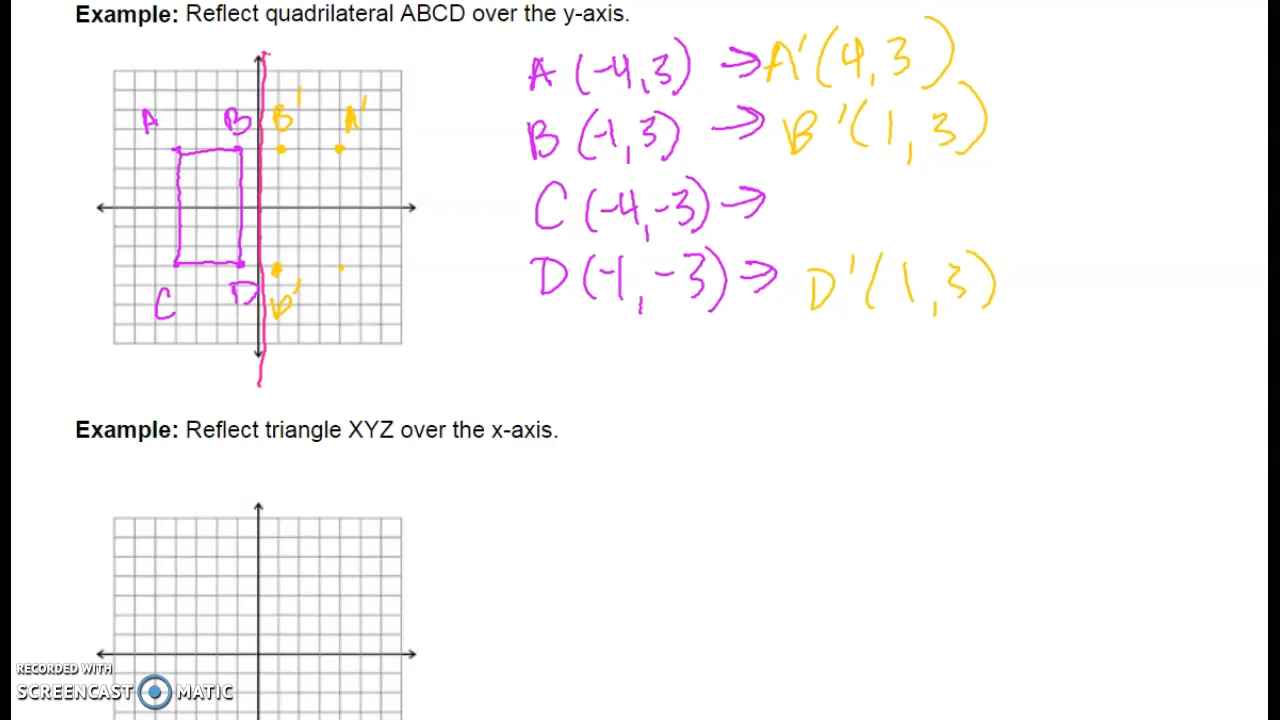 Example: Reflect quadrilateral ABCD over the y-axis.
A (-4, 3) → A' (4, 3)
B (-1, 3) → B' (1, 3)
C (-4, -3) →
D (-1, -3) → D' (1, 3)
A B B' A'
C D D'
Example: Reflect triangle XYZ over the x-axis.
RECORDED WITH
SCREENCAST MATIC